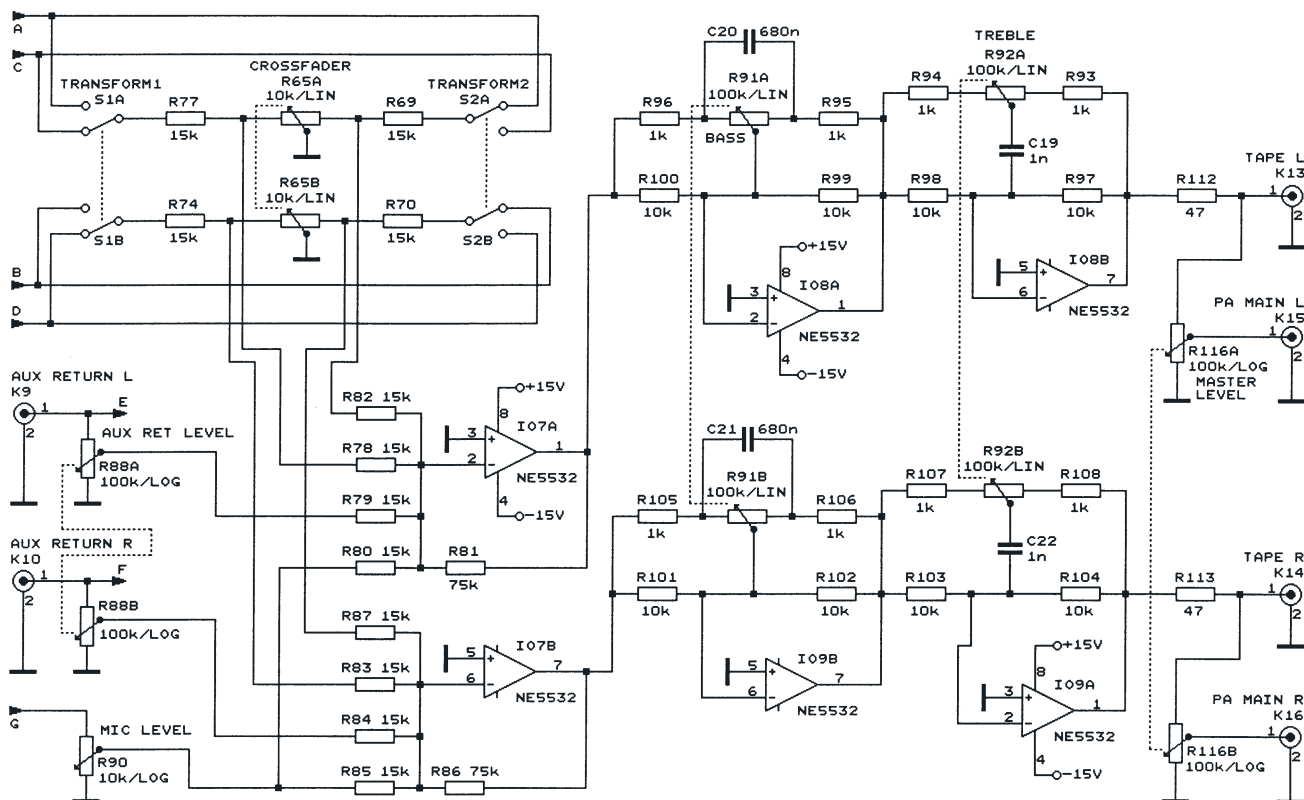 A
C
TRANSFORM1
S1A
R77
15k
CROSSFADER
R65A
10k/LIN
R69
15k
TRANSFORM2
S2A
R74
15k
S1B
R65B
10k/LIN
R70
15k
S2B
B
D
AUX RETURN L
K9
1
2
E
AUX RET LEVEL
R88A
100k/LOG
AUX RETURN R
K10
1
2
F
R88B
100k/LOG
G
MIC LEVEL
R90
10k/LOG
R82 15k
R78 15k
R79 15k
R80 15k
R81
75k
+15V
8
3
+
2
-
IO7A
1
NE5532
4
-15V
R87 15k
R83 15k
R84 15k
R85 15k
R86 75k
5
+
6
-
IO7B
7
NE5532
C20
680n
R96
1k
R91A
100k/LIN
BASS
R95
1k
R100
10k
R99
10k
+15V
8
3
+
2
-
IO8A
1
NE5532
4
-15V
TREBLE
R92A
100k/LIN
R94
1k
R93
1k
C19
1n
R98
10k
R97
10k
5
+
6
-
IO8B
7
NE5532
R112
47
TAPE L
K13
1
2
PA MAIN L
K15
1
2
R116A
100k/LOG
MASTER
LEVEL
C21
680n
R105
1k
R91B
100k/LIN
R106
1k
R101
10k
R102
10k
5
+
6
-
IO9B
7
NE5532
R107
1k
R92B
100k/LIN
R108
1k
C22
1n
R103
10k
R104
10k
+15V
8
3
+
2
-
IO9A
1
NE5532
4
-15V
R113
47
TAPE R
K14
1
2
PA MAIN R
K16
1
2
R116B
100k/LOG